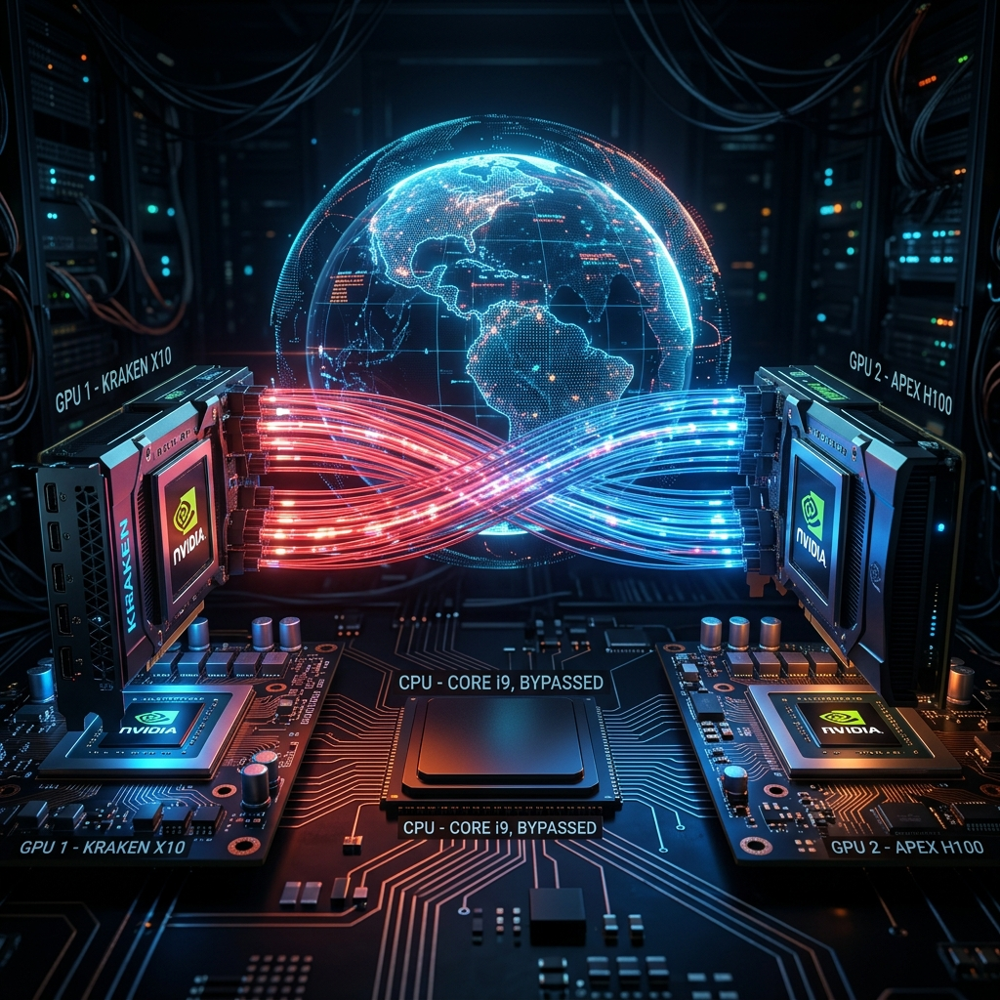 GPU 1 - KRAKEN X10
GPU 2 - APEX H100
KRAKEN
NVIDIA.
NVIDIA.
CPU - CORE i9, BYPASSED
NVIDIA
NVIDIA.
CPU - CORE i9, BYPASSED
GPU 1 - KRAKEN X10
GPU 2 - APEX H100